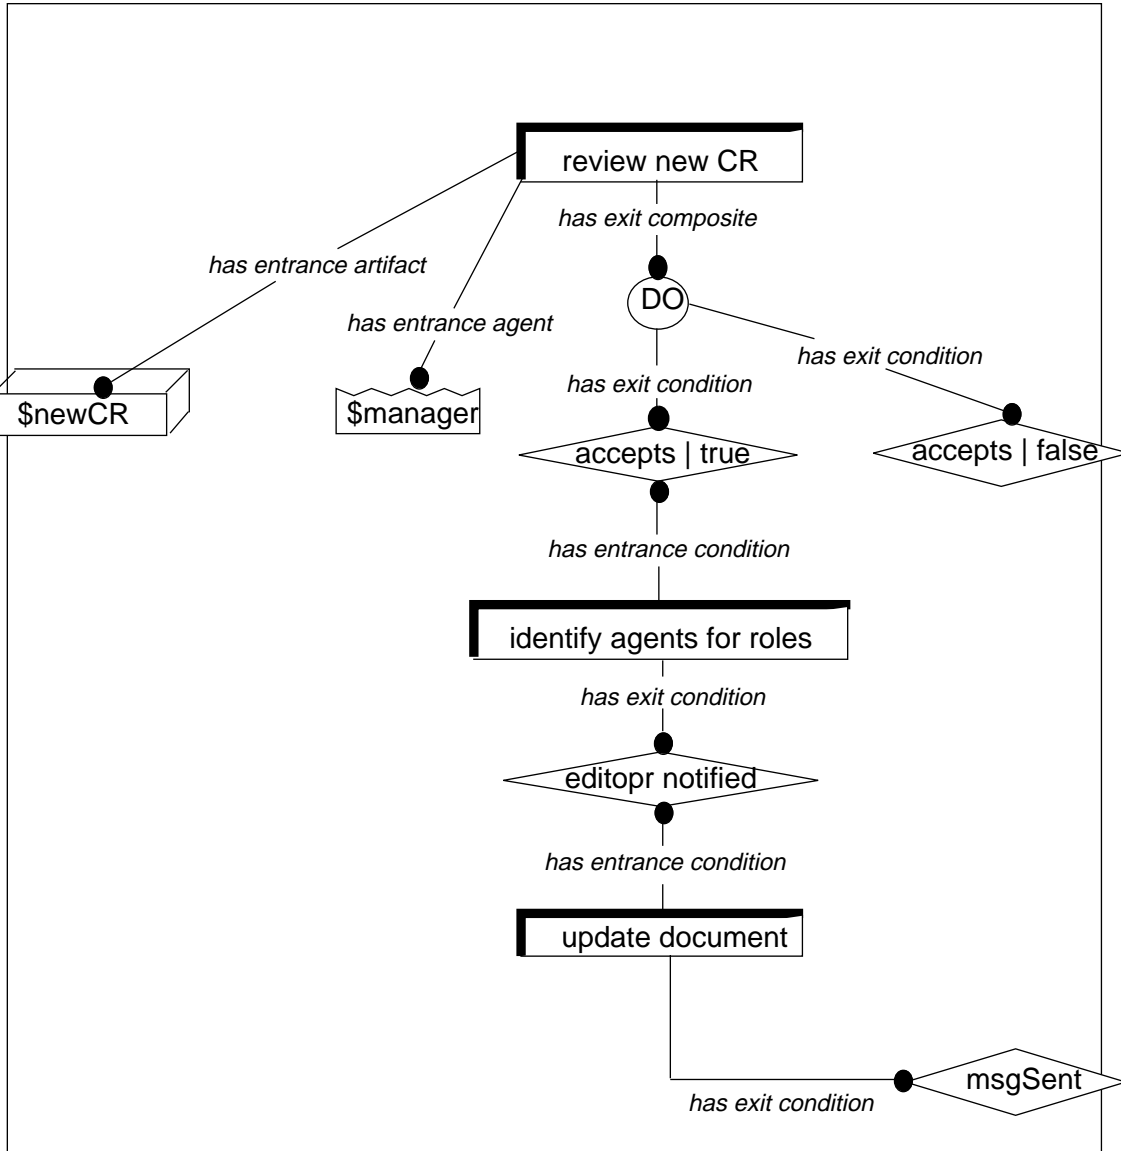 review new CR
has exit composite
has entrance artifact
DO
has entrance agent
has exit condition
has exit condition
$newCR
$manager
accepts | true
accepts | false
has entrance condition
identify agents for roles
has exit condition
editopr notified
has entrance condition
update document
msgSent
has exit condition